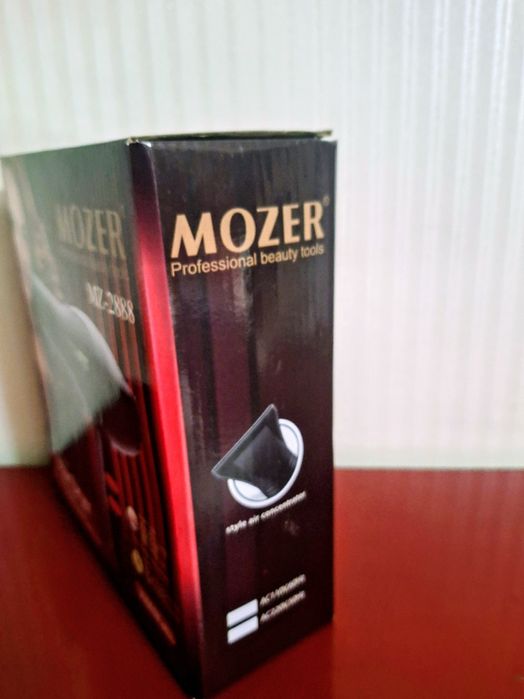 MOZER
MZ-2888
MOZER®
Professional beauty tools
style air concentrator